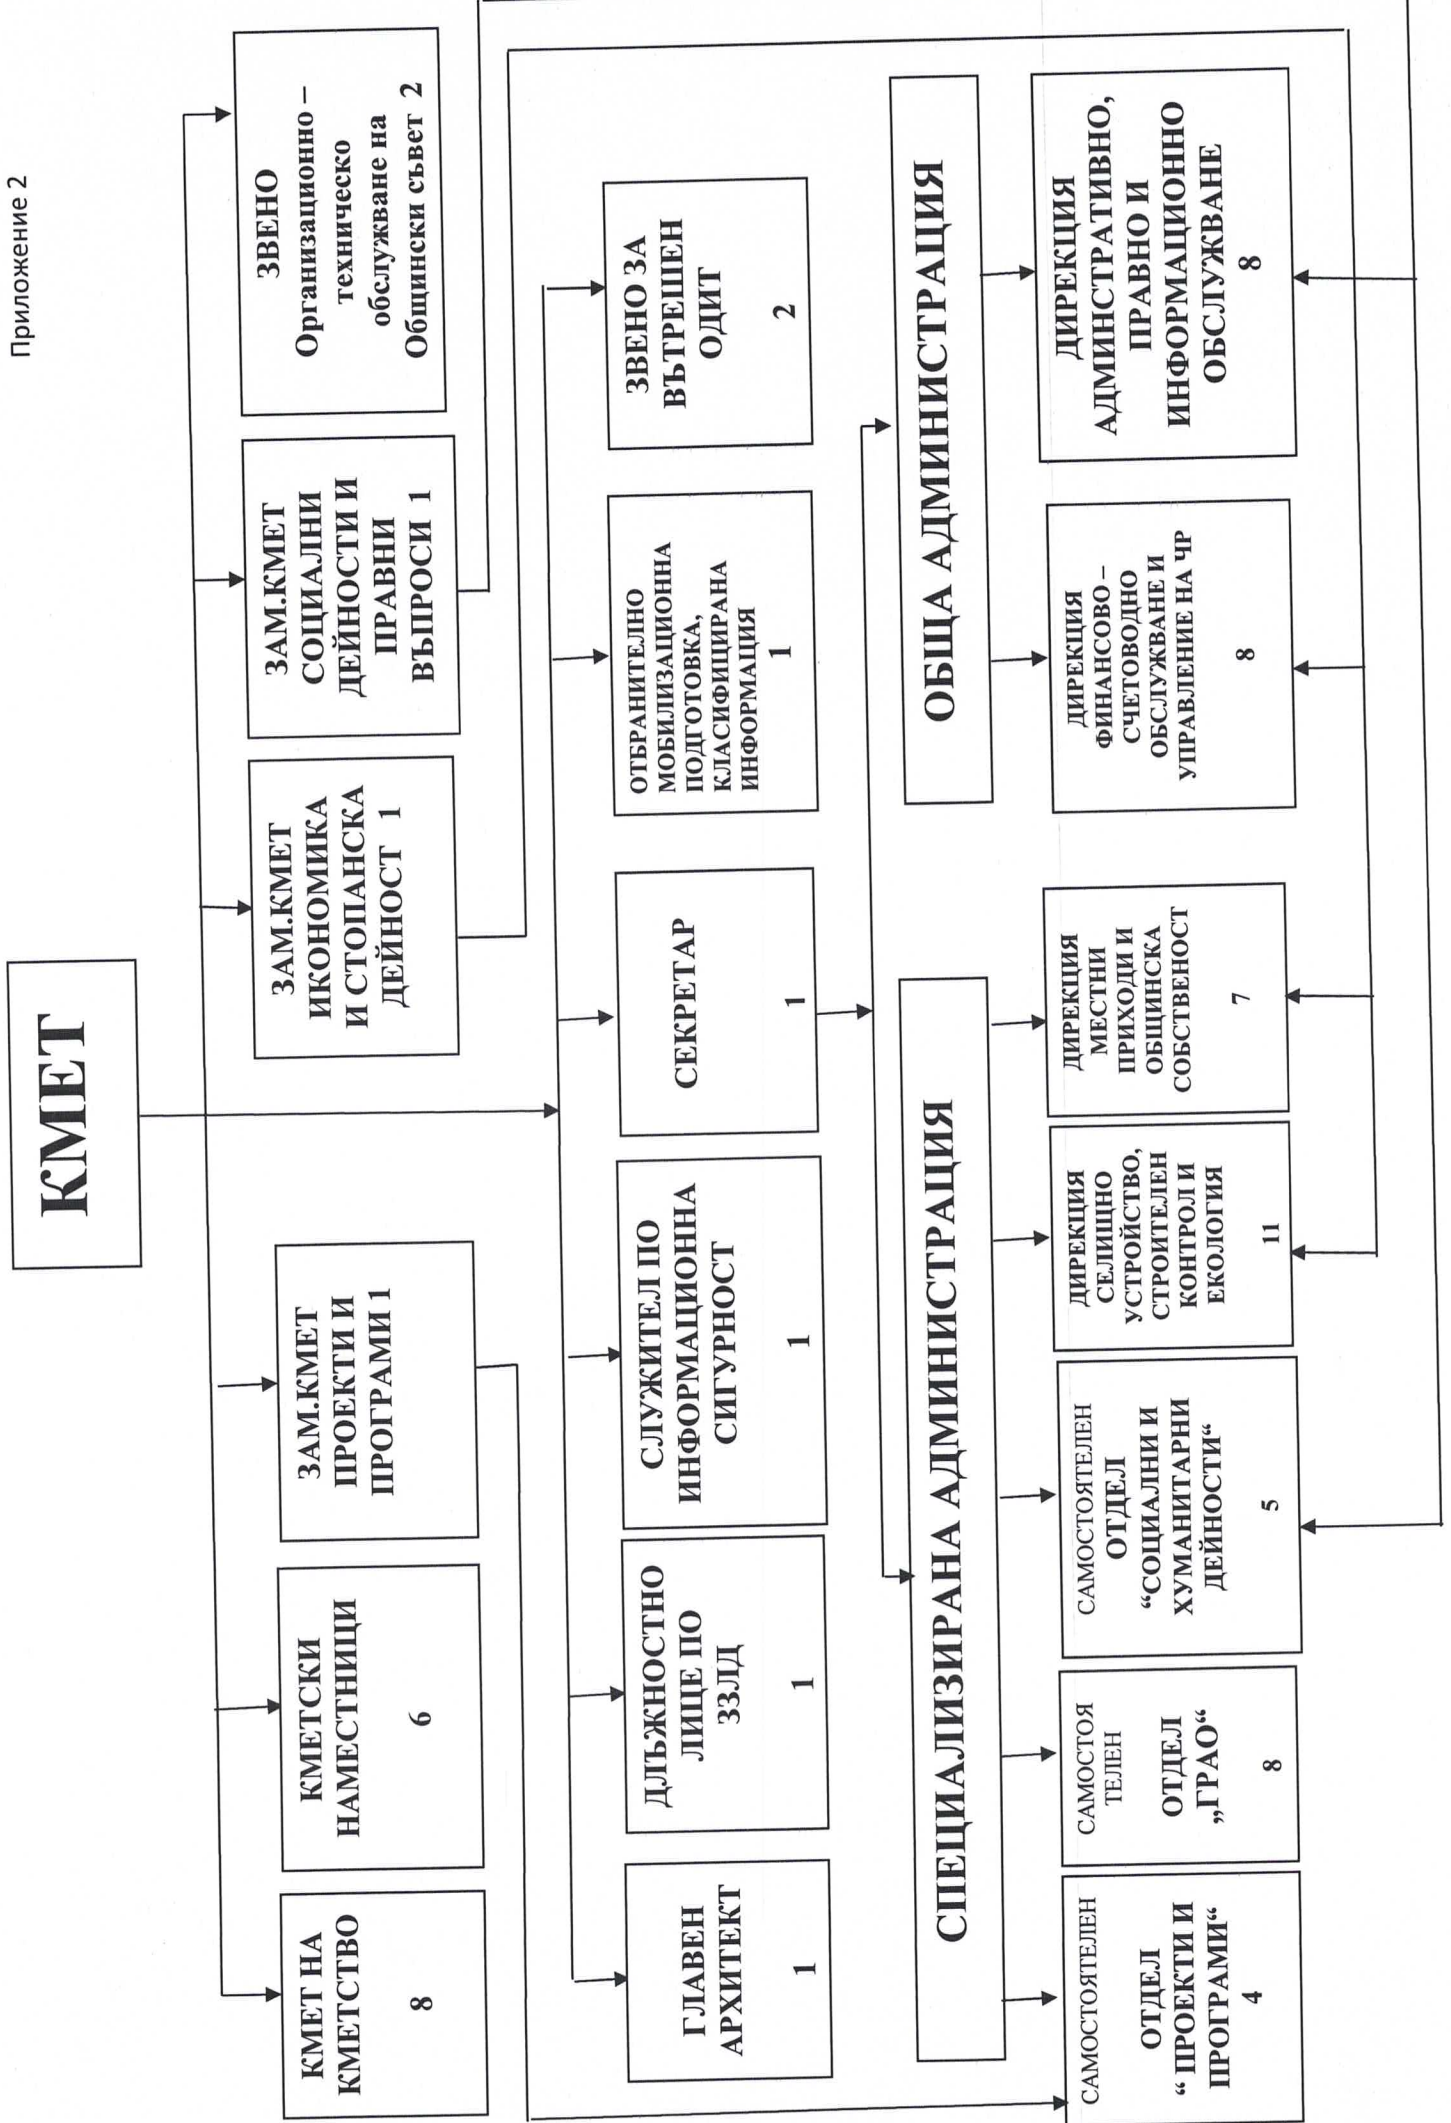 Приложение 2
КМЕТ
КМЕТ НА
КМЕТСТВО
8
КМЕТСКИ
НАМЕСТНИЦИ
6
ЗАМ.КМЕТ
ПРОЕКТИ И
ПРОГРАМИ 1
ЗАМ.КМЕТ
ИКОНОМИКА
И СТОПАНСКА
ДЕЙНОСТ 1
ЗАМ.КМЕТ
СОЦИАЛНИ
ДЕЙНОСТИ И
ПРАВНИ
ВЪПРОСИ 1
ЗВЕНО
Организационно –
техническо
обслужване на
Общински съвет 2
ГЛАВЕН
АРХИТЕКТ
1
ДЛЪЖНОСТНО
ЛИЦЕ ПО
ЗЗЛД
1
СЛУЖИТЕЛ ПО
ИНФОРМАЦИОННА
СИГУРНОСТ
1
СЕКРЕТАР
1
ОТБРАНИТЕЛНО
МОБИЛИЗАЦИОННА
ПОДГОТОВКА,
КЛАСИФИЦИРАНА
ИНФОРМАЦИЯ
1
ЗВЕНО ЗА
ВЪТРЕШЕН
ОДИТ
2
СПЕЦИАЛИЗИРАНА АДМИНИСТРАЦИЯ
ОБЩА АДМИНИСТРАЦИЯ
САМОСТОЯТЕЛЕН
ОТДЕЛ
“ ПРОЕКТИ И
ПРОГРАМИ“
4
САМОСТОЯ
ТЕЛЕН
ОТДЕЛ
„ГРАО“
8
САМОСТОЯТЕЛЕН
ОТДЕЛ
“СОЦИАЛНИ И
ХУМАНИТАРНИ
ДЕЙНОСТИ“
5
ДИРЕКЦИЯ
СЕЛИЩНО
УСТРОЙСТВО,
СТРОИТЕЛЕН
КОНТРОЛ И
ЕКОЛОГИЯ
11
ДИРЕКЦИЯ
МЕСТНИ
ПРИХОДИ И
ОБЩИНСКА
СОБСТВЕНОСТ
7
ДИРЕКЦИЯ
ФИНАНСОВО –
СЧЕТОВОДНО
ОБСЛУЖВАНЕ И
УПРАВЛЕНИЕ НА ЧР
8
ДИРЕКЦИЯ
АДМИНСТРАТИВНО,
ПРАВНО И
ИНФОРМАЦИОННО
ОБСЛУЖВАНЕ
8